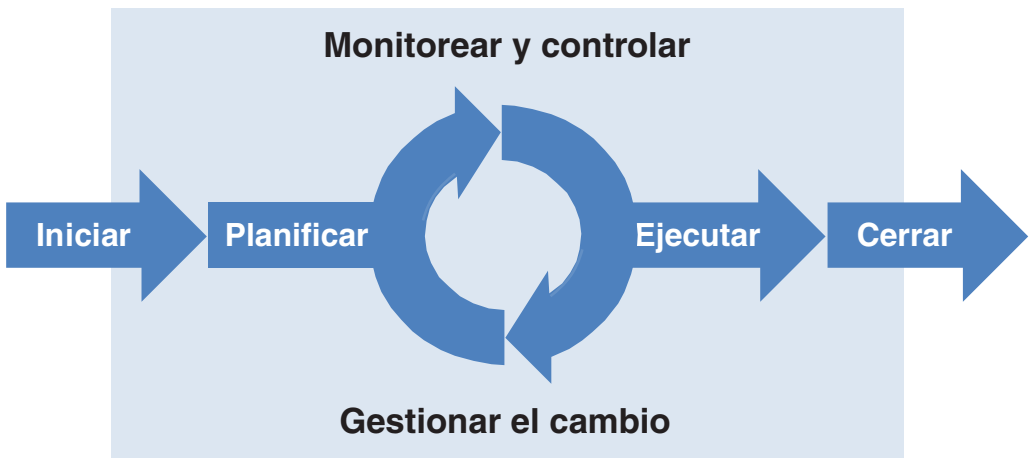 Monitorear y controlar
Iniciar
Planificar
Ejecutar
Cerrar
Gestionar el cambio